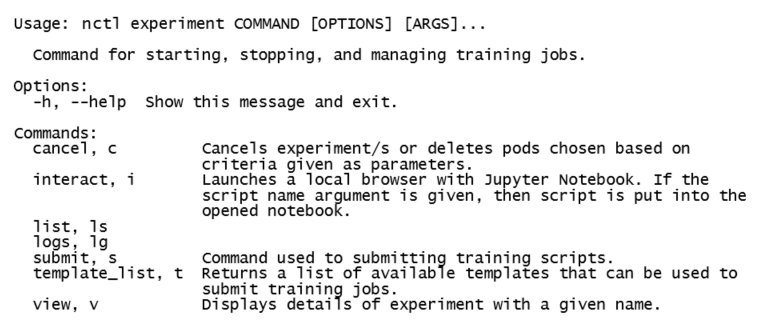 Usage: nctl experiment COMMAND [OPTIONS] [ARGS]...
Command for starting, stopping, and managing training jobs.
Options:
-h, --help  Show this message and exit.
Commands:
cancel, c  Cancels experiment/s or deletes pods chosen based on
criteria given as parameters.
interact, i  Launches a local browser with Jupyter Notebook. If the
script name argument is given, then script is put into the
opened notebook.
list, ls
logs, lg
submit, s  Command used to submitting training scripts.
template_list, t  Returns a list of available templates that can be used to
submit training jobs.
view, v  Displays details of experiment with a given name.